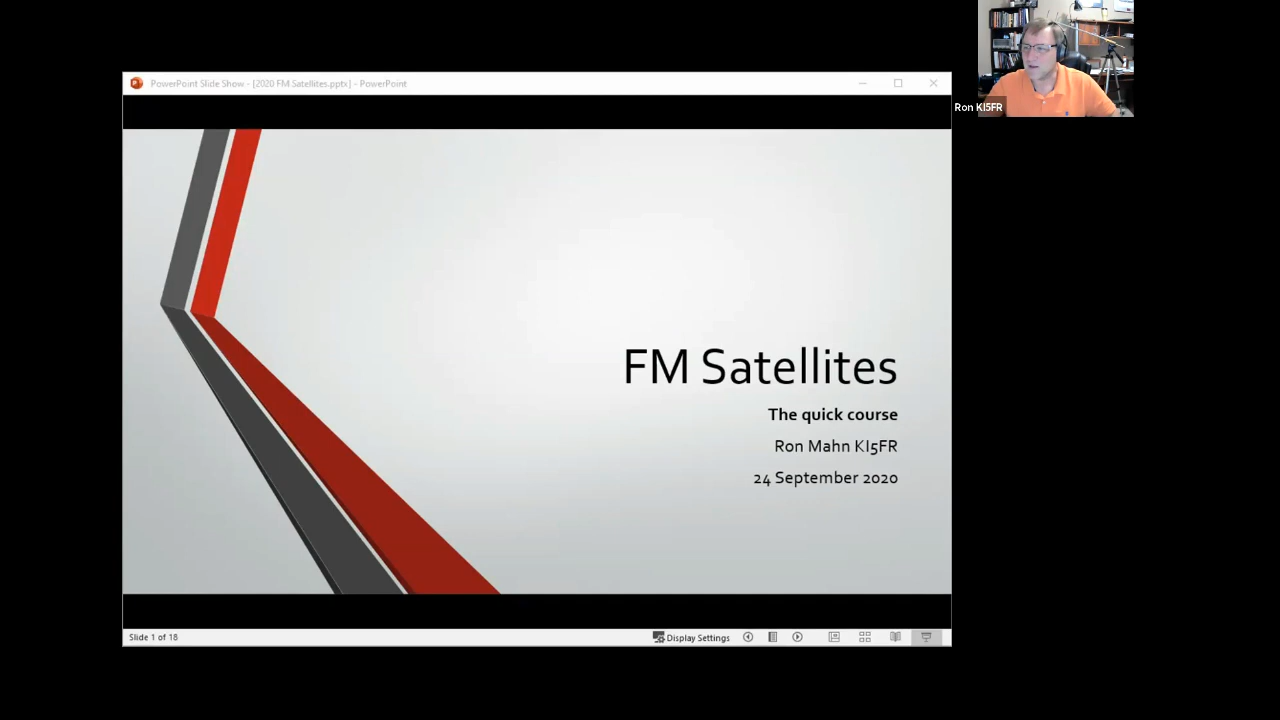 PowerPoint Slide Show - [2020 FM Satellites.pptx] - PowerPoint
Ron KI5FR
FM Satellites
The quick course
Ron Mahn KI5FR
24 September 2020
Slide 1 of 18
Display Settings